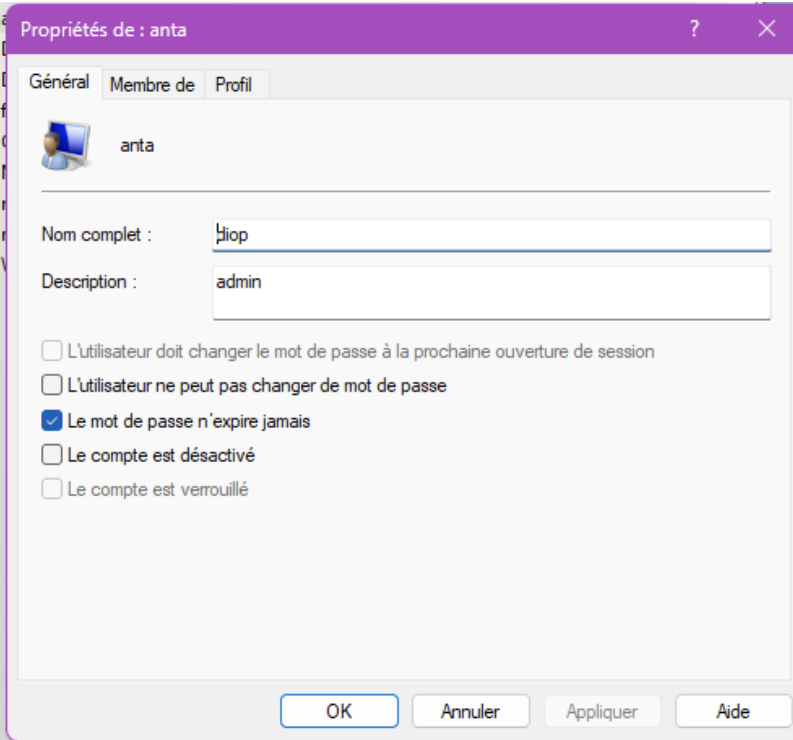 Propriétés de : anta
?
Général Membre de Profil
anta
Nom complet : diop
Description : admin
L'utilisateur doit changer le mot de passe à la prochaine ouverture de session
L'utilisateur ne peut pas changer de mot de passe
Le mot de passe n'expire jamais
Le compte est désactivé
Le compte est verrouillé
OK Annuler Appliquer Aide